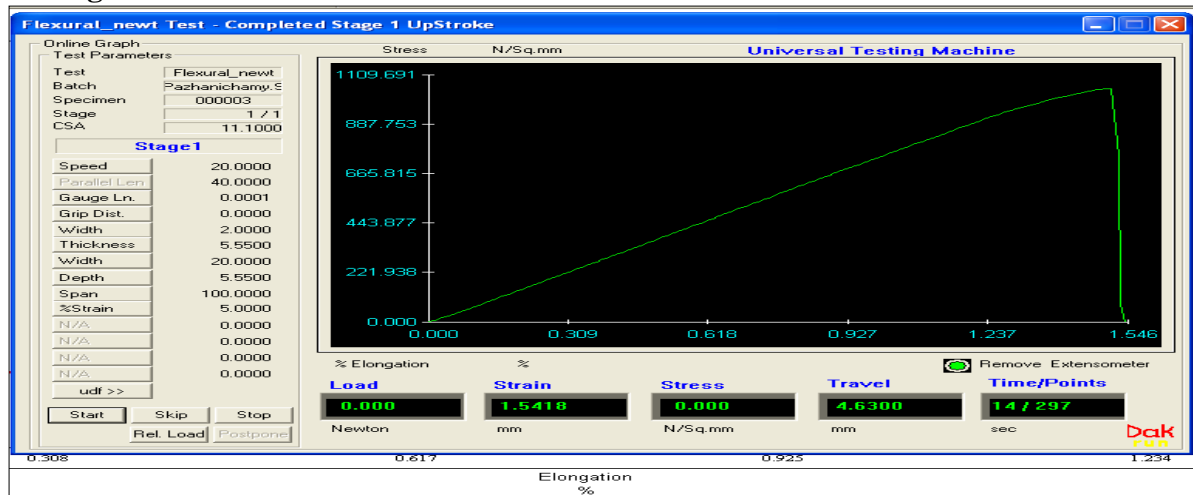 Flexural_newt Test - Completed Stage 1 UpStroke
Online Graph
Test Parameters
Test Flexural_newt
Batch Pazhanichamy.S
Specimen 000003
Stage 1 / 1
CSA 11.1000
Stage1
Speed 20.0000
Parallel Len 40.0000
Gauge Ln. 0.0001
Grip Dist. 0.0000
Width 2.0000
Thickness 5.5500
Width 20.0000
Depth 5.5500
Span 100.0000
%Strain 5.0000
N/A 0.0000
N/A 0.0000
N/A 0.0000
N/A 0.0000
udf >>
Start Skip Stop
Rel. Load Postpone
Stress N/Sq.mm Universal Testing Machine
1109.691
887.753
665.815
443.877
221.938
0.000
0.000 0.309 0.618 0.927 1.237 1.546
% Elongation % Remove Extensometer
Load Strain Stress Travel Time/Points
0.000 1.5418 0.000 4.6300 14 / 297
Newton mm N/Sq.mm mm sec
Dak
run
0.308 0.617 0.925 1.234
Elongation
%